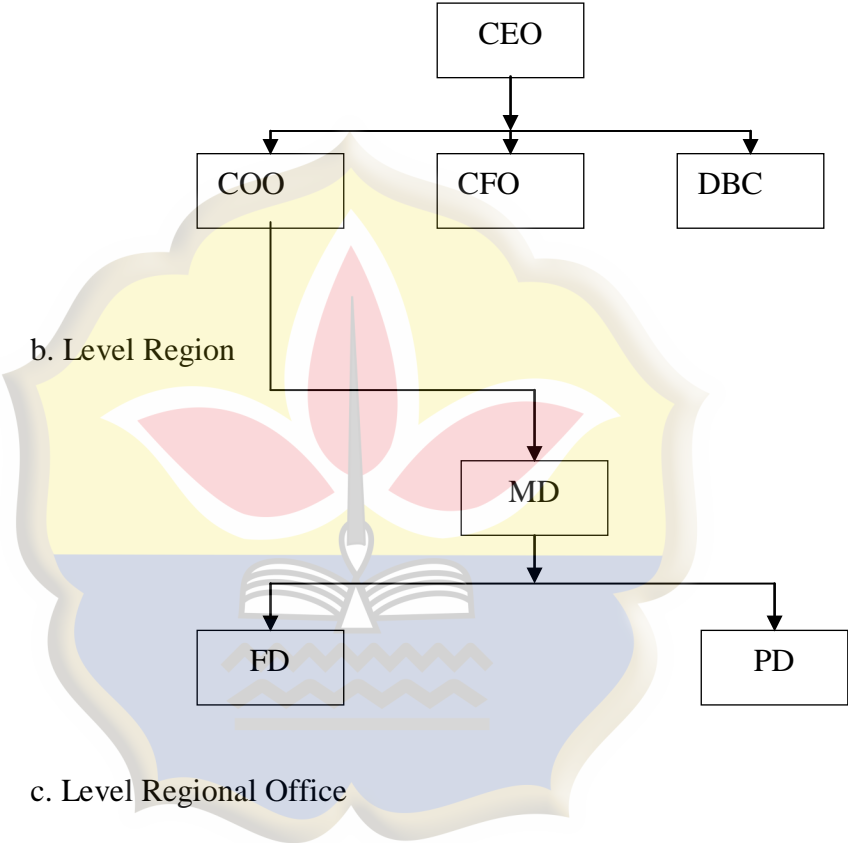 CEO
COO CFO DBC
b. Level Region
MD
FD PD
c. Level Regional Office